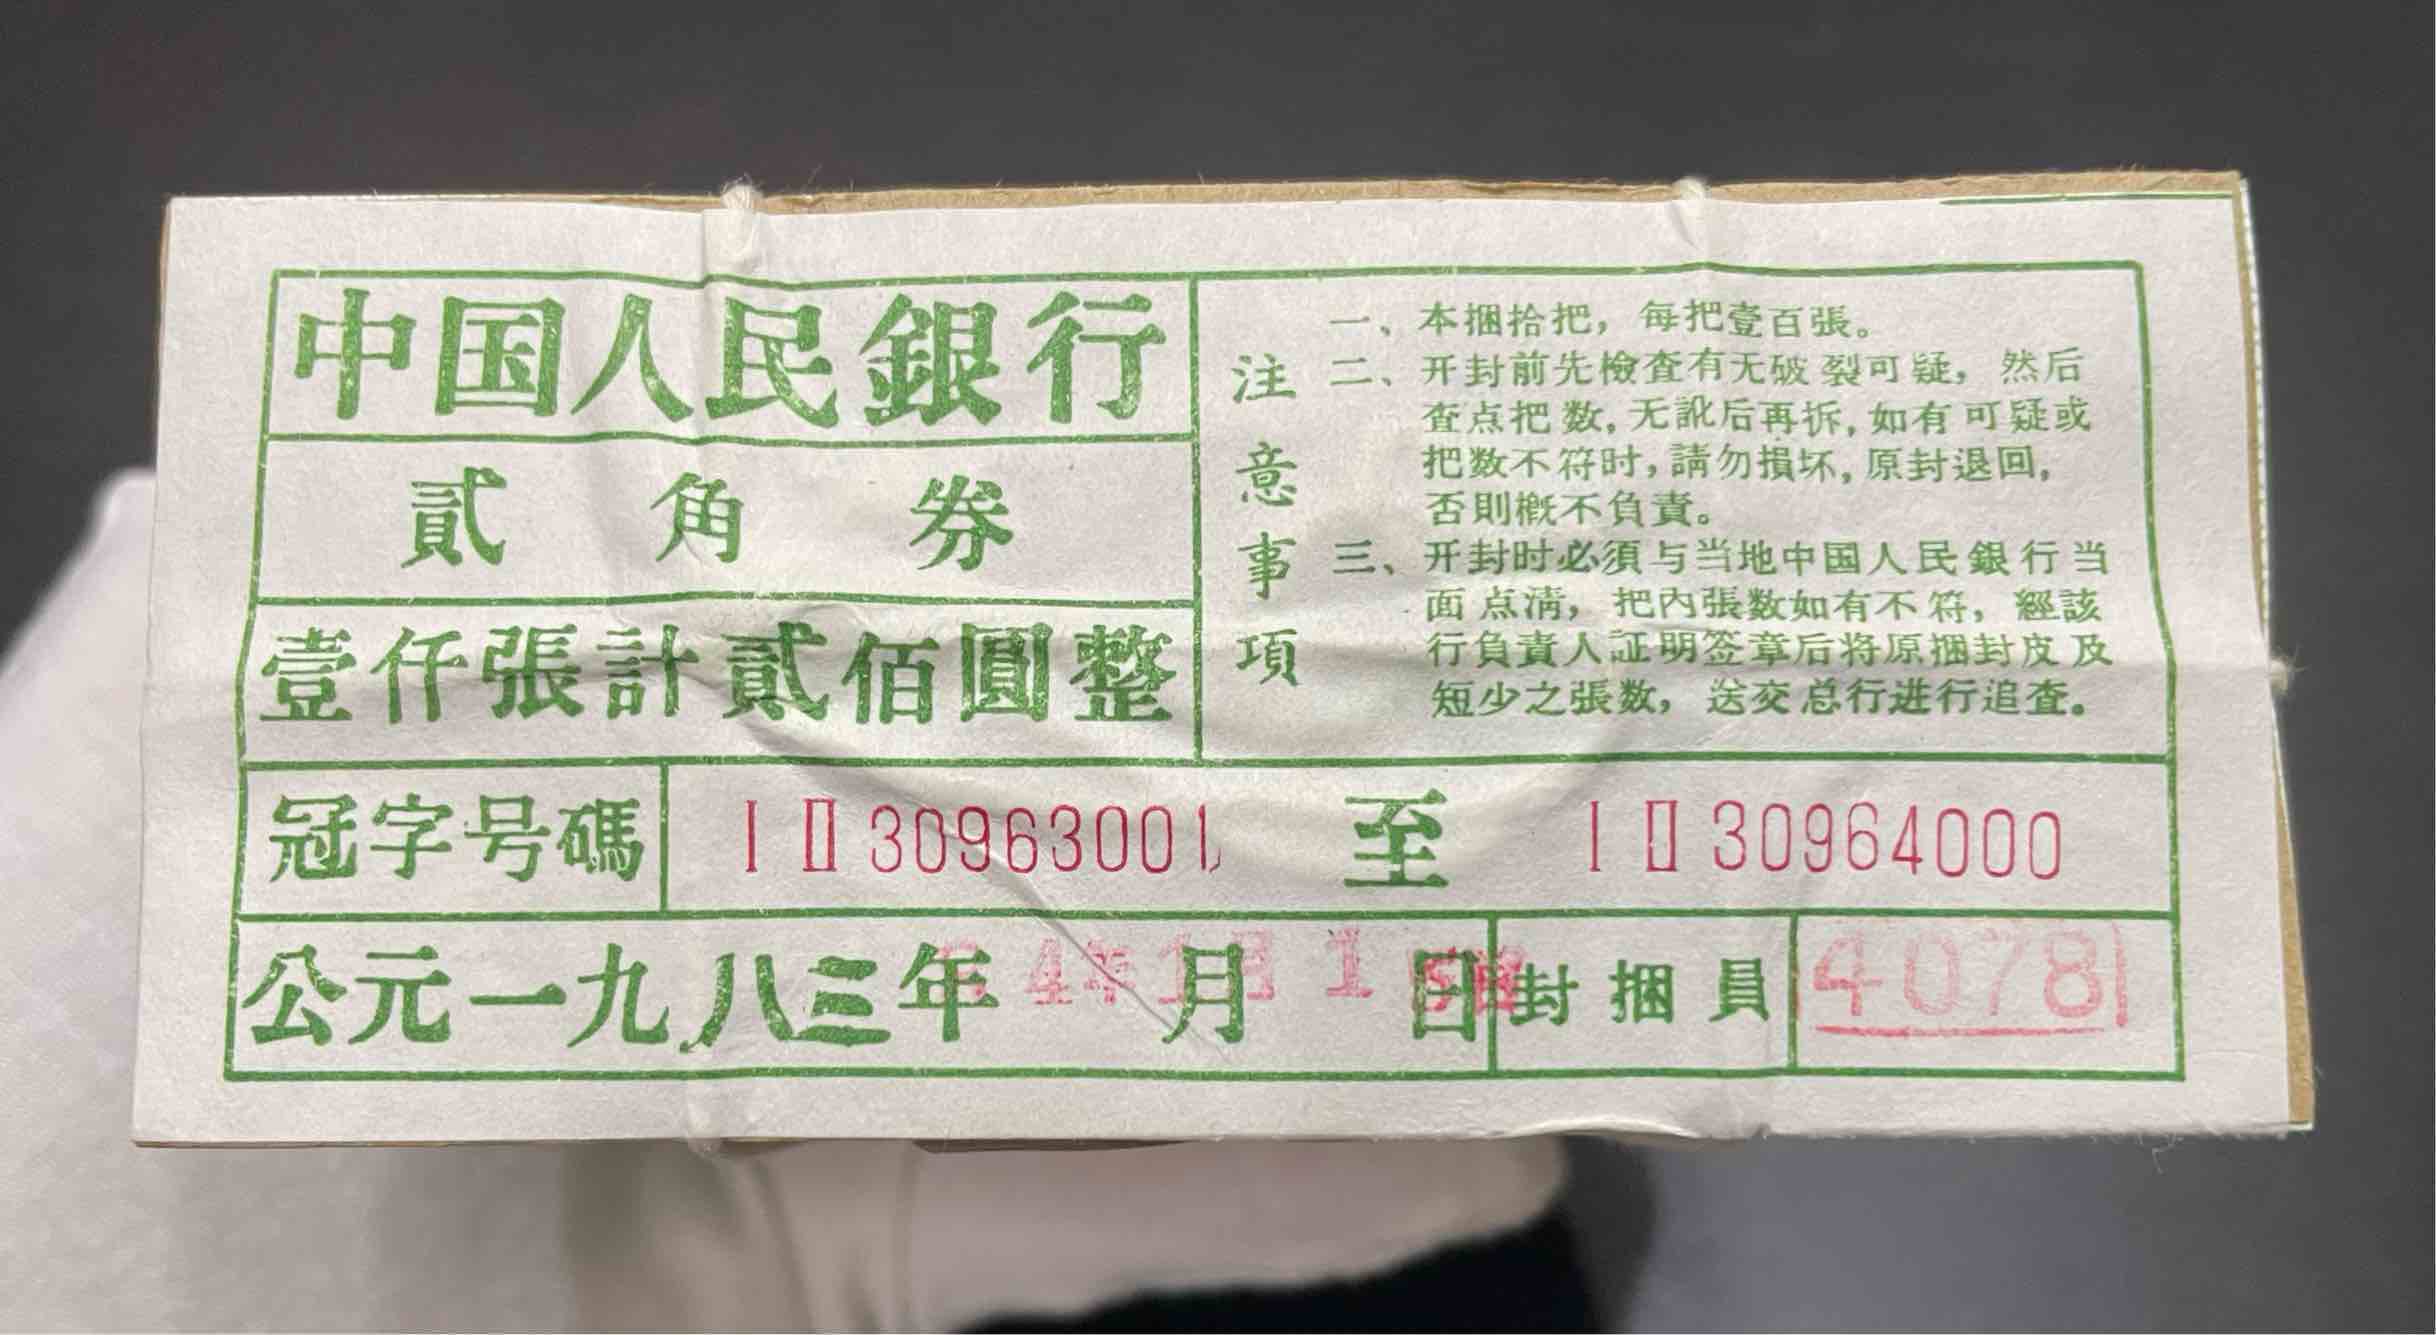 中国人民銀行
貳角券
壹仟張計貳佰圓整
注意事項
一、本捆拾把，每把壹百張。
二、开封前先檢查有无破裂可疑，然后
查点把数，无訛后再拆，如有可疑或
把数不符时，請勿損坏，原封退回，
否則概不負責。
三、开封时必須与当地中国人民銀行当
面点清，把內張数如有不符，經該
行負責人証明签章后将原捆封皮及
短少之張数，送交总行进行追查。
冠字号碼 I II 30963001 至 I II 30964000
公元一九八三年 月 日 封捆員 4078